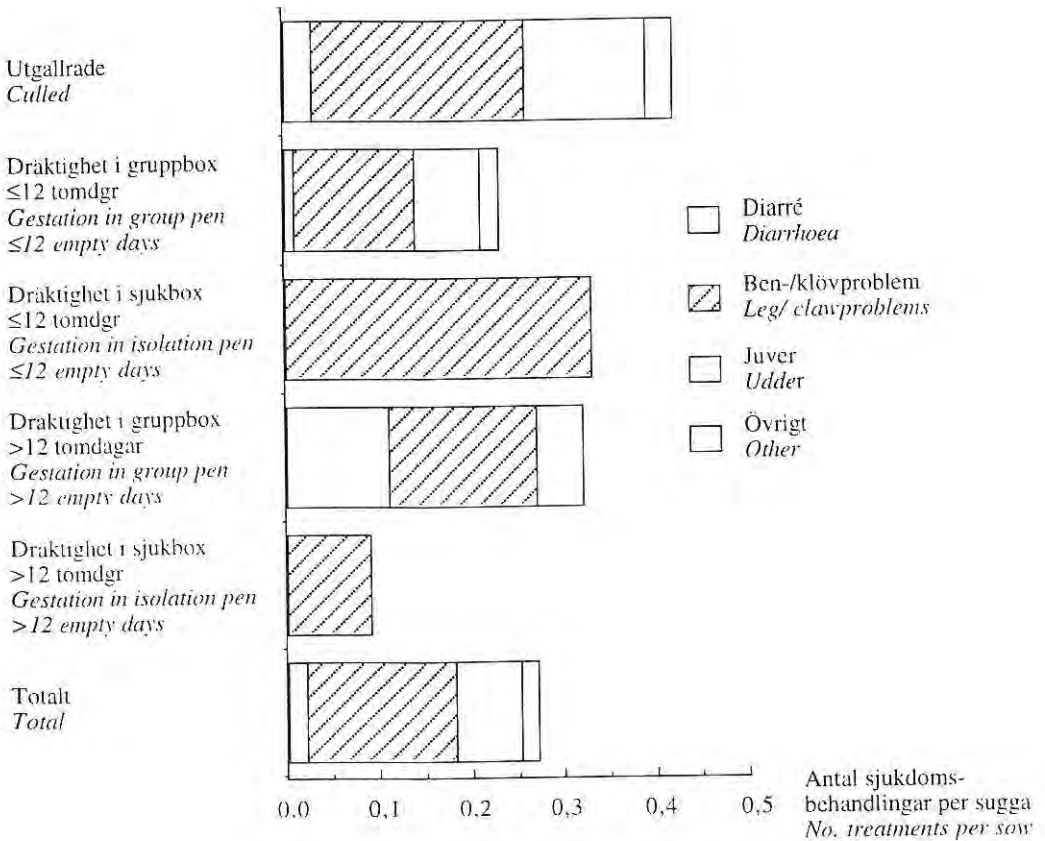 Utgallrade
Culled
Dräktighet i gruppbox
≤12 tomdgr
Gestation in group pen
≤12 empty days
Dräktighet i sjukbox
≤12 tomdgr
Gestation in isolation pen
≤12 empty days
Draktighet i gruppbox
>12 tomdagar
Gestation in group pen
>12 empty days
Draktighet i sjukbox
>12 tomdgr
Gestation in isolation pen
>12 empty days
Totalt
Total
Diarré
Diarrhoea
Ben-/klövproblem
Leg/ clawproblems
Juver
Udder
Övrigt
Other
0,0 0,1 0,2 0,3 0,4 0,5
Antal sjukdoms-
behandlingar per sugga
No. treatments per sow